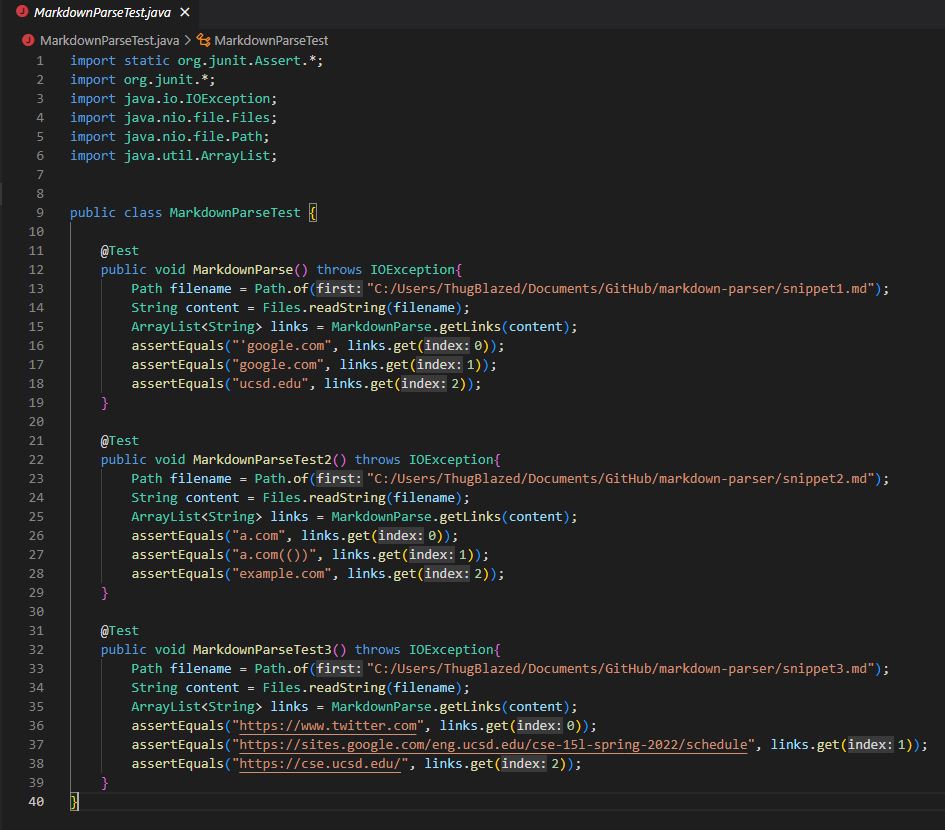 MarkdownParseTest.java ×
MarkdownParseTest.java > MarkdownParseTest
1 import static org.junit.Assert.*;
2 import org.junit.*;
3 import java.io.IOException;
4 import java.nio.file.Files;
5 import java.nio.file.Path;
6 import java.util.ArrayList;
7
8
9 public class MarkdownParseTest {
10
11     @Test
12     public void MarkdownParse() throws IOException{
13         Path filename = Path.of(first: "C:/Users/ThugBlazed/Documents/GitHub/markdown-parser/snippet1.md");
14         String content = Files.readString(filename);
15         ArrayList<String> links = MarkdownParse.getLinks(content);
16         assertEquals("'google.com", links.get(index: 0));
17         assertEquals("google.com", links.get(index: 1));
18         assertEquals("ucsd.edu", links.get(index: 2));
19     }
20
21     @Test
22     public void MarkdownParseTest2() throws IOException{
23         Path filename = Path.of(first: "C:/Users/ThugBlazed/Documents/GitHub/markdown-parser/snippet2.md");
24         String content = Files.readString(filename);
25         ArrayList<String> links = MarkdownParse.getLinks(content);
26         assertEquals("a.com", links.get(index: 0));
27         assertEquals("a.com(())", links.get(index: 1));
28         assertEquals("example.com", links.get(index: 2));
29     }
30
31     @Test
32     public void MarkdownParseTest3() throws IOException{
33         Path filename = Path.of(first: "C:/Users/ThugBlazed/Documents/GitHub/markdown-parser/snippet3.md");
34         String content = Files.readString(filename);
35         ArrayList<String> links = MarkdownParse.getLinks(content);
36         assertEquals("https://www.twitter.com", links.get(index: 0));
37         assertEquals("https://sites.google.com/eng.ucsd.edu/cse-15l-spring-2022/schedule", links.get(index: 1));
38         assertEquals("https://cse.ucsd.edu/", links.get(index: 2));
39     }
40 }